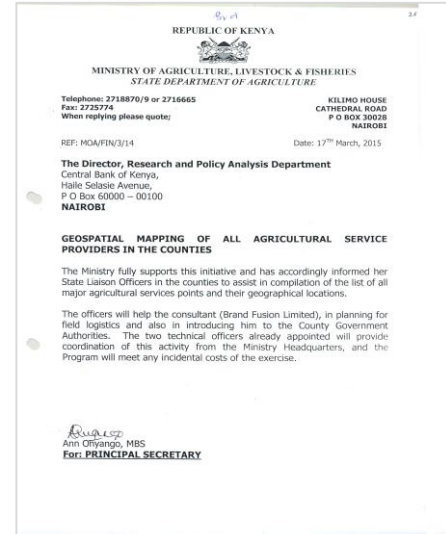 REPUBLIC OF KENYA
MINISTRY OF AGRICULTURE, LIVESTOCK & FISHERIES
STATE DEPARTMENT OF AGRICULTURE
Telephone: 2718870/9 or 2716665
Fax: 2725774
When replying please quote;
KILIMO HOUSE
CATHEDRAL ROAD
P O BOX 30028
NAIROBI
REF: MOA/FIN/3/14
Date: 17TH March, 2015
The Director, Research and Policy Analysis Department
Central Bank of Kenya,
Haile Selasie Avenue,
P O Box 60000 – 00100
NAIROBI
GEOSPATIAL MAPPING OF ALL AGRICULTURAL SERVICE
PROVIDERS IN THE COUNTIES
The Ministry fully supports this initiative and has accordingly informed her
State Liaison Officers in the counties to assist in compilation of the list of all
major agricultural services points and their geographical locations.
The officers will help the consultant (Brand Fusion Limited), in planning for
field logistics and also in introducing him to the County Government
Authorities. The two technical officers already appointed will provide
coordination of this activity from the Ministry Headquarters, and the
Program will meet any incidental costs of the exercise.
Ann Onyango, MBS
For: PRINCIPAL SECRETARY